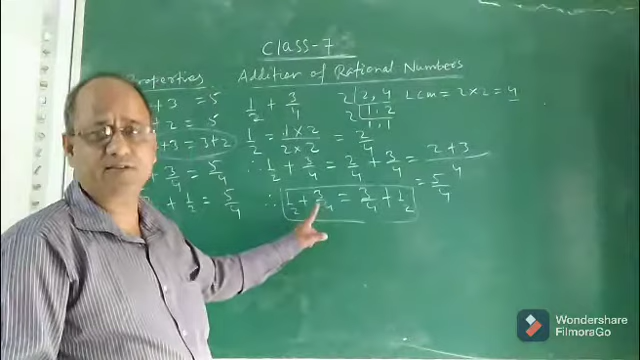 Class-7
Properties
Addition of Rational Numbers
+ 3 = 5
+ 2 = 5
+3 = 3+2
3/4 = 5/4
+ 1/2 = 5/4
1/2 + 3/4
2 | 2, 4 LCM = 2×2 = 4
2 | 1, 2
1, 1
1/2 = 1×2/2×2 = 2/4
∴ 1/2 + 3/4 = 2/4 + 3/4 = 2+3/4
= 5/4
∴ 1/2 + 3/4 = 3/4 + 1/2
Wondershare
FilmoraGo